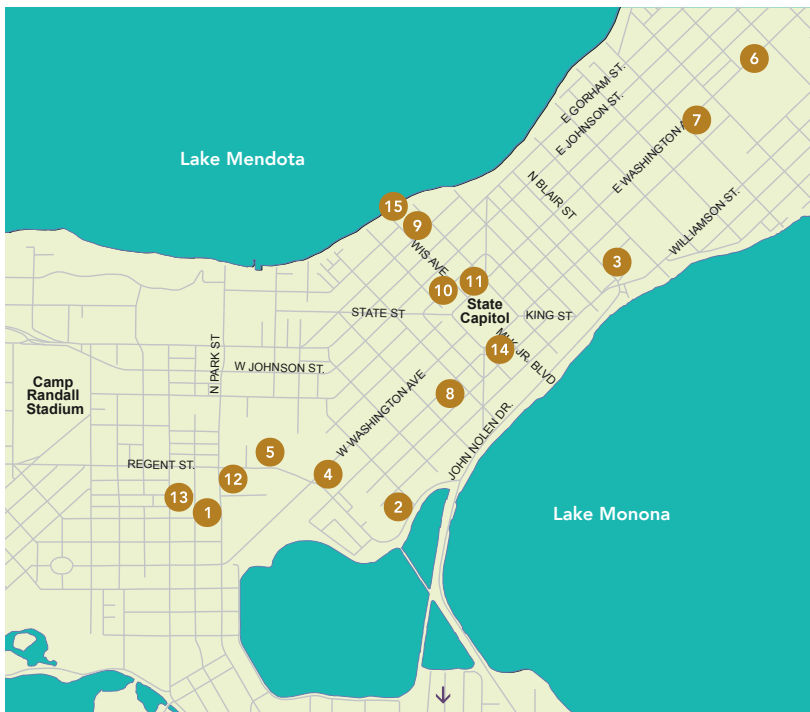 6
E GORHAM ST.
E JOHNSON ST.
7
E WASHINGTON A
Lake Mendota
N BLAIR ST
15
9
WILLIAMSON ST.
WIS AVE
3
11
10
State
Capitol
STATE ST
KING ST
N PARK ST
MLK JR. BLVD
14
W JOHNSON ST.
Camp
Randall
Stadium
8
W WASHINGTON AVE
JOHN NOLEN DR.
5
REGENT ST.
4
12
13
1
2
Lake Monona